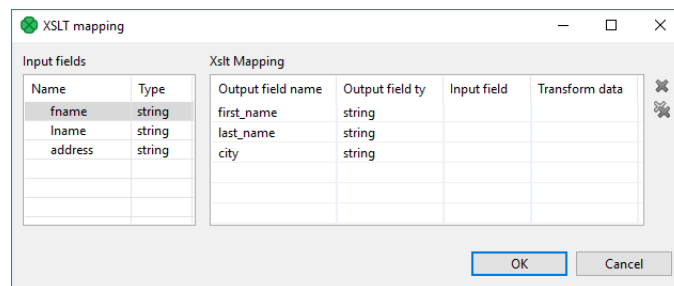 XSLT mapping
Input fields
Xslt Mapping
Name Type
Output field name Output field ty Input field Transform data
fname string
first_name string
lname string
last_name string
address string
city string
OK Cancel